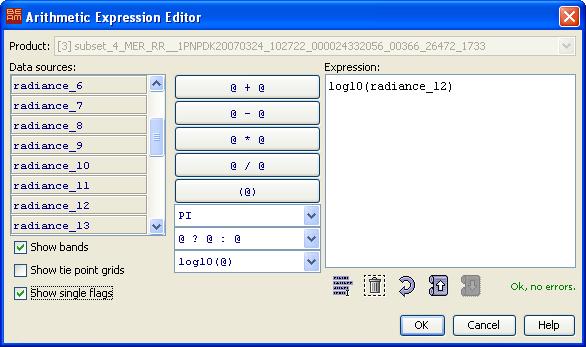 BEAM Arithmetic Expression Editor
Product: [3] subset_4_MER_RR__1PNPDK20070324_102722_000024332056_00366_26472_1733
Data sources:
radiance_6
radiance_7
radiance_8
radiance_9
radiance_10
radiance_11
radiance_12
radiance_13
Show bands
Show tie point grids
Show single flags
@ + @
@ - @
@ * @
@ / @
(@)
PI
@ ? @ : @
log10(@)
Expression:
log10(radiance_12)
Ok, no errors.
OK Cancel Help